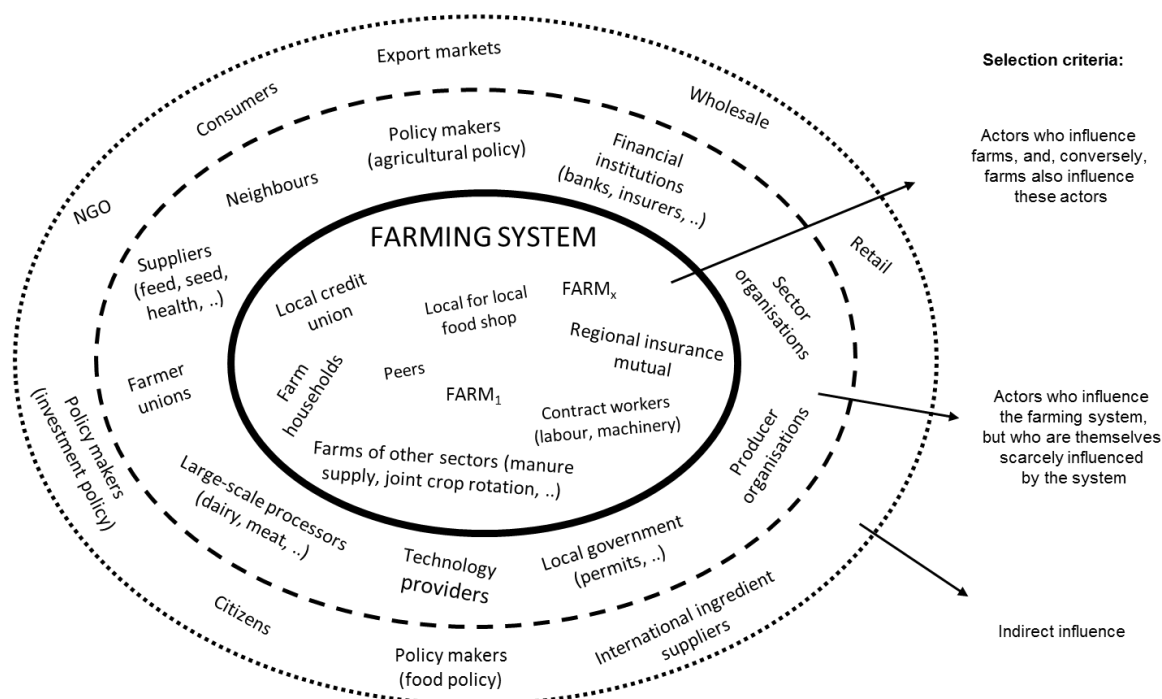 Export markets
Consumers
Wholesale
NGO
Retail
Policy makers
(investment policy)
Citizens
Policy makers
(food policy)
International ingredient
suppliers
Policy makers
(agricultural policy)
Neighbours
Financial
institutions
(banks, insurers, ..)
Suppliers
(feed, seed,
health, ..)
Sector
organisations
Farmer
unions
Producer
organisations
Large-scale processors
(dairy, meat, ..)
Technology
providers
Local government
(permits, ..)
FARMING SYSTEM
Local credit
union
Local for local
food shop
FARMx
Regional insurance
mutual
Farm
households
Peers
FARM1
Contract workers
(labour, machinery)
Farms of other sectors (manure
supply, joint crop rotation, ..)
Selection criteria:
Actors who influence
farms, and, conversely,
farms also influence
these actors
Actors who influence
the farming system,
but who are themselves
scarcely influenced
by the system
Indirect influence